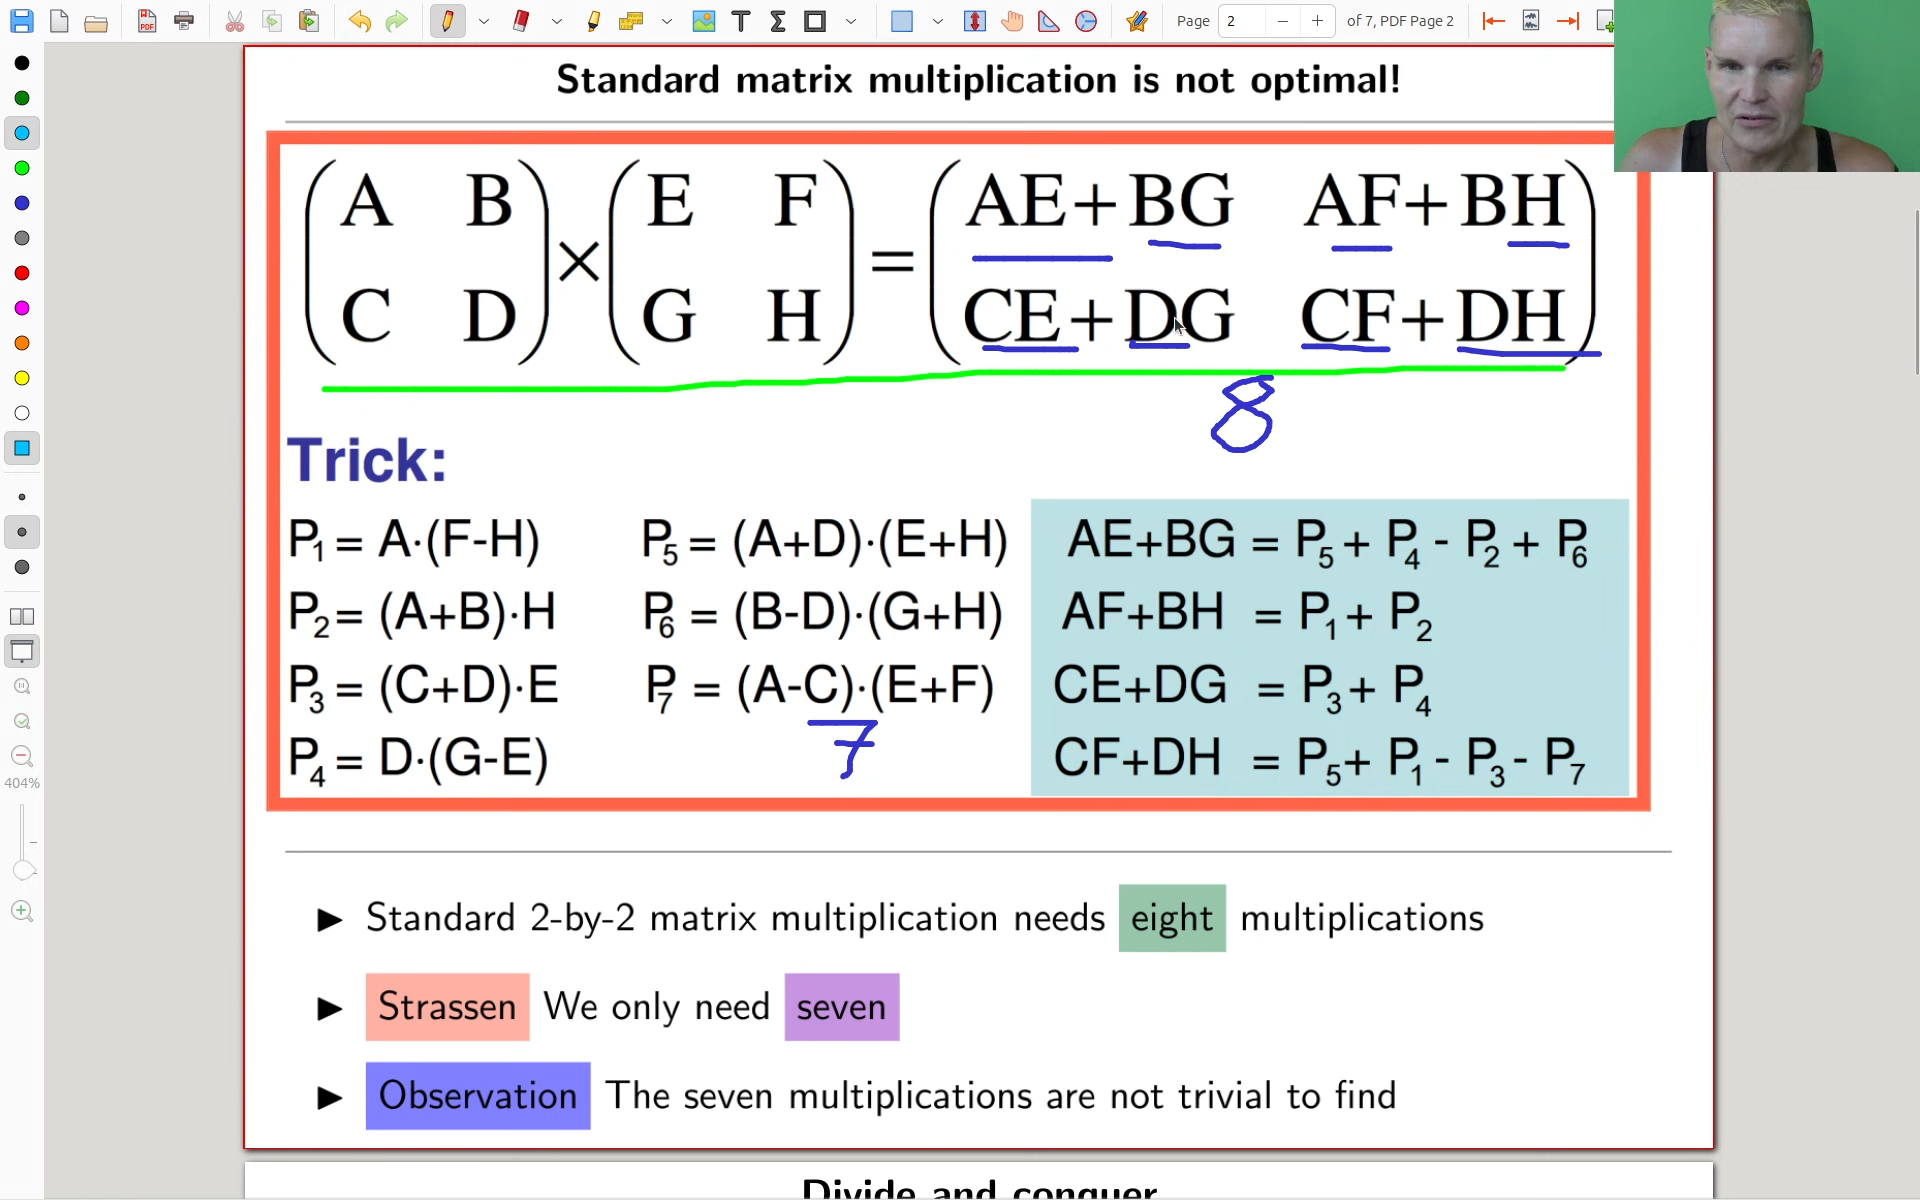 Page 2 of 7, PDF Page 2
Standard matrix multiplication is not optimal!
( A B ) × ( E F ) = ( AE+BG AF+BH )
( C D ) ( G H ) ( CE+DG CF+DH )
8
Trick:
P₁ = A·(F-H) P₅ = (A+D)·(E+H) AE+BG = P₅ + P₄ - P₂ + P₆
P₂ = (A+B)·H P₆ = (B-D)·(G+H) AF+BH = P₁ + P₂
P₃ = (C+D)·E P₇ = (A-C)·(E+F) CE+DG = P₃ + P₄
P₄ = D·(G-E) 7 CF+DH = P₅ + P₁ - P₃ - P₇
404%
▶ Standard 2-by-2 matrix multiplication needs eight multiplications
▶ Strassen We only need seven
▶ Observation The seven multiplications are not trivial to find
Divide and conquer